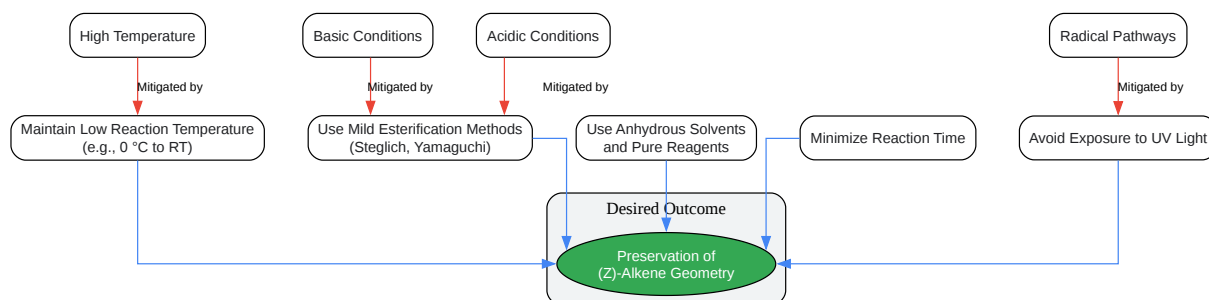 High Temperature
Basic Conditions
Acidic Conditions
Radical Pathways
Mitigated by
Mitigated by
Mitigated by
Mitigated by
Maintain Low Reaction Temperature
(e.g., 0 °C to RT)
Use Mild Esterification Methods
(Steglich, Yamaguchi)
Use Anhydrous Solvents
and Pure Reagents
Minimize Reaction Time
Avoid Exposure to UV Light
Desired Outcome
Preservation of
(Z)-Alkene Geometry